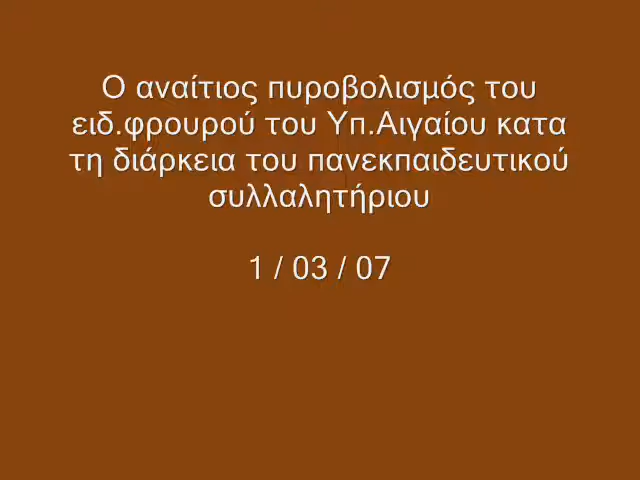 Ο αναίτιος πυροβολισμός του
ειδ.φρουρού του Υπ.Αιγαίου κατα
τη διάρκεια του πανεκπαιδευτικού
συλλαλητήριου
1 / 03 / 07